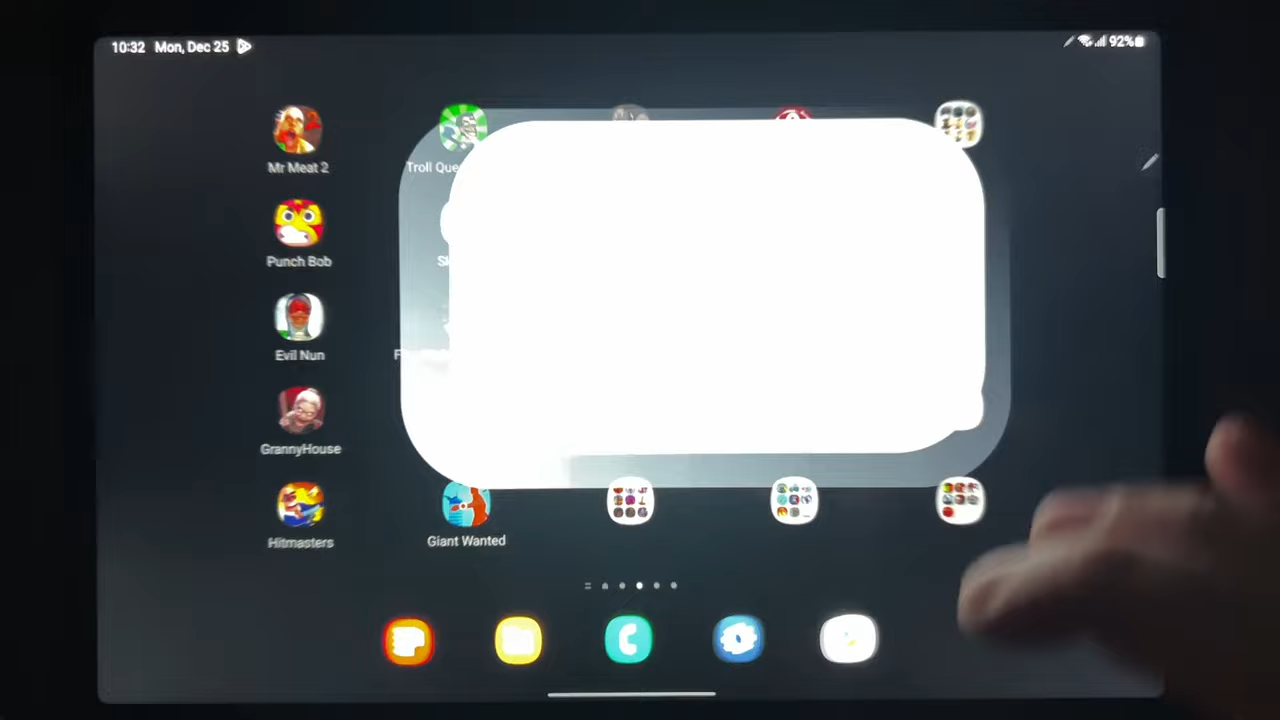 10:32 Mon, Dec 25
92%
Mr Meat 2
Troll Que
Punch Bob
Evil Nun
GrannyHouse
Hitmasters
Giant Wanted